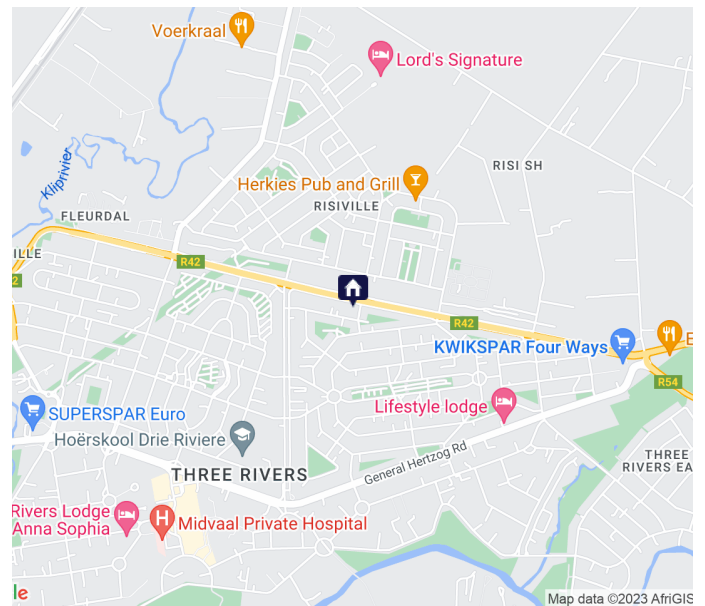 Voerkraal
Lord's Signature
Kliprivier
RISI SH
Herkies Pub and Grill
RISIVILLE
FLEURDAL
ILLE
R42
2
R42
KWIKSPAR Four Ways
E
R54
Lifestyle lodge
SUPERSPAR Euro
Hoërskool Drie Riviere
General Hertzog Rd
THREE
RIVERS EA
THREE RIVERS
Rivers Lodge
Anna Sophia
H
Midvaal Private Hospital
le
Map data ©2023 AfriGIS